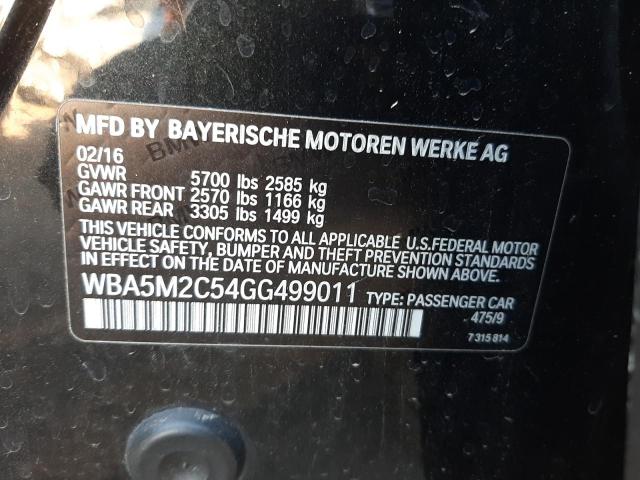 MFD BY BAYERISCHE MOTOREN WERKE AG
02/16
GVWR 5700 lbs 2585 kg
GAWR FRONT 2570 lbs 1166 kg
GAWR REAR 3305 lbs 1499 kg
THIS VEHICLE CONFORMS TO ALL APPLICABLE U.S.FEDERAL MOTOR
VEHICLE SAFETY, BUMPER AND THEFT PREVENTION STANDARDS
IN EFFECT ON THE DATE OF MANUFACTURE SHOWN ABOVE.
WBA5M2C54GG499011 TYPE: PASSENGER CAR
475/9
7 315 814